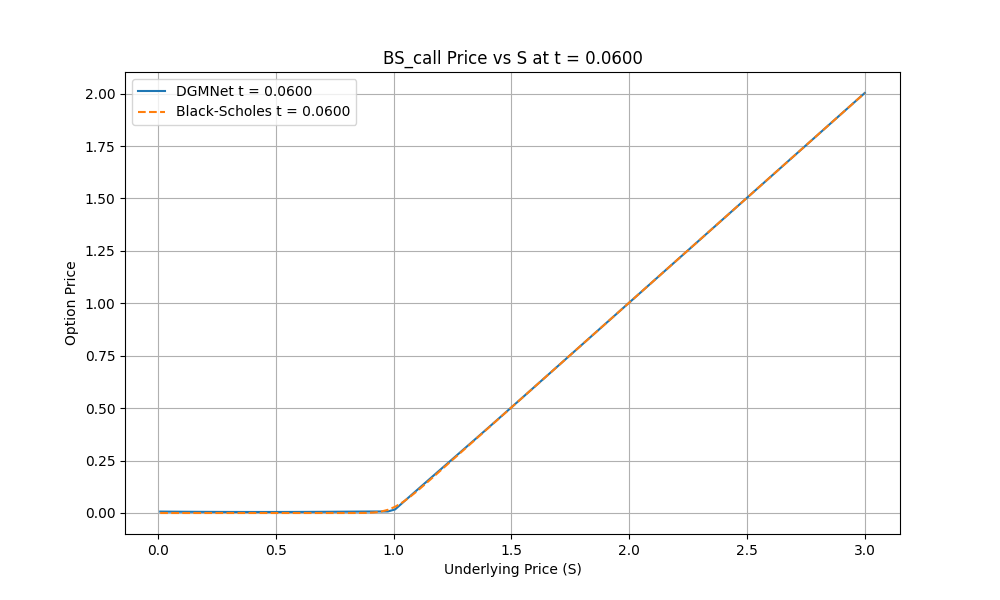 BS_call Price vs S at t = 0.0600
DGMNet t = 0.0600
Black-Scholes t = 0.0600
2.00
1.75
1.50
1.25
1.00
0.75
0.50
0.25
0.00
Option Price
0.0 0.5 1.0 1.5 2.0 2.5 3.0
Underlying Price (S)